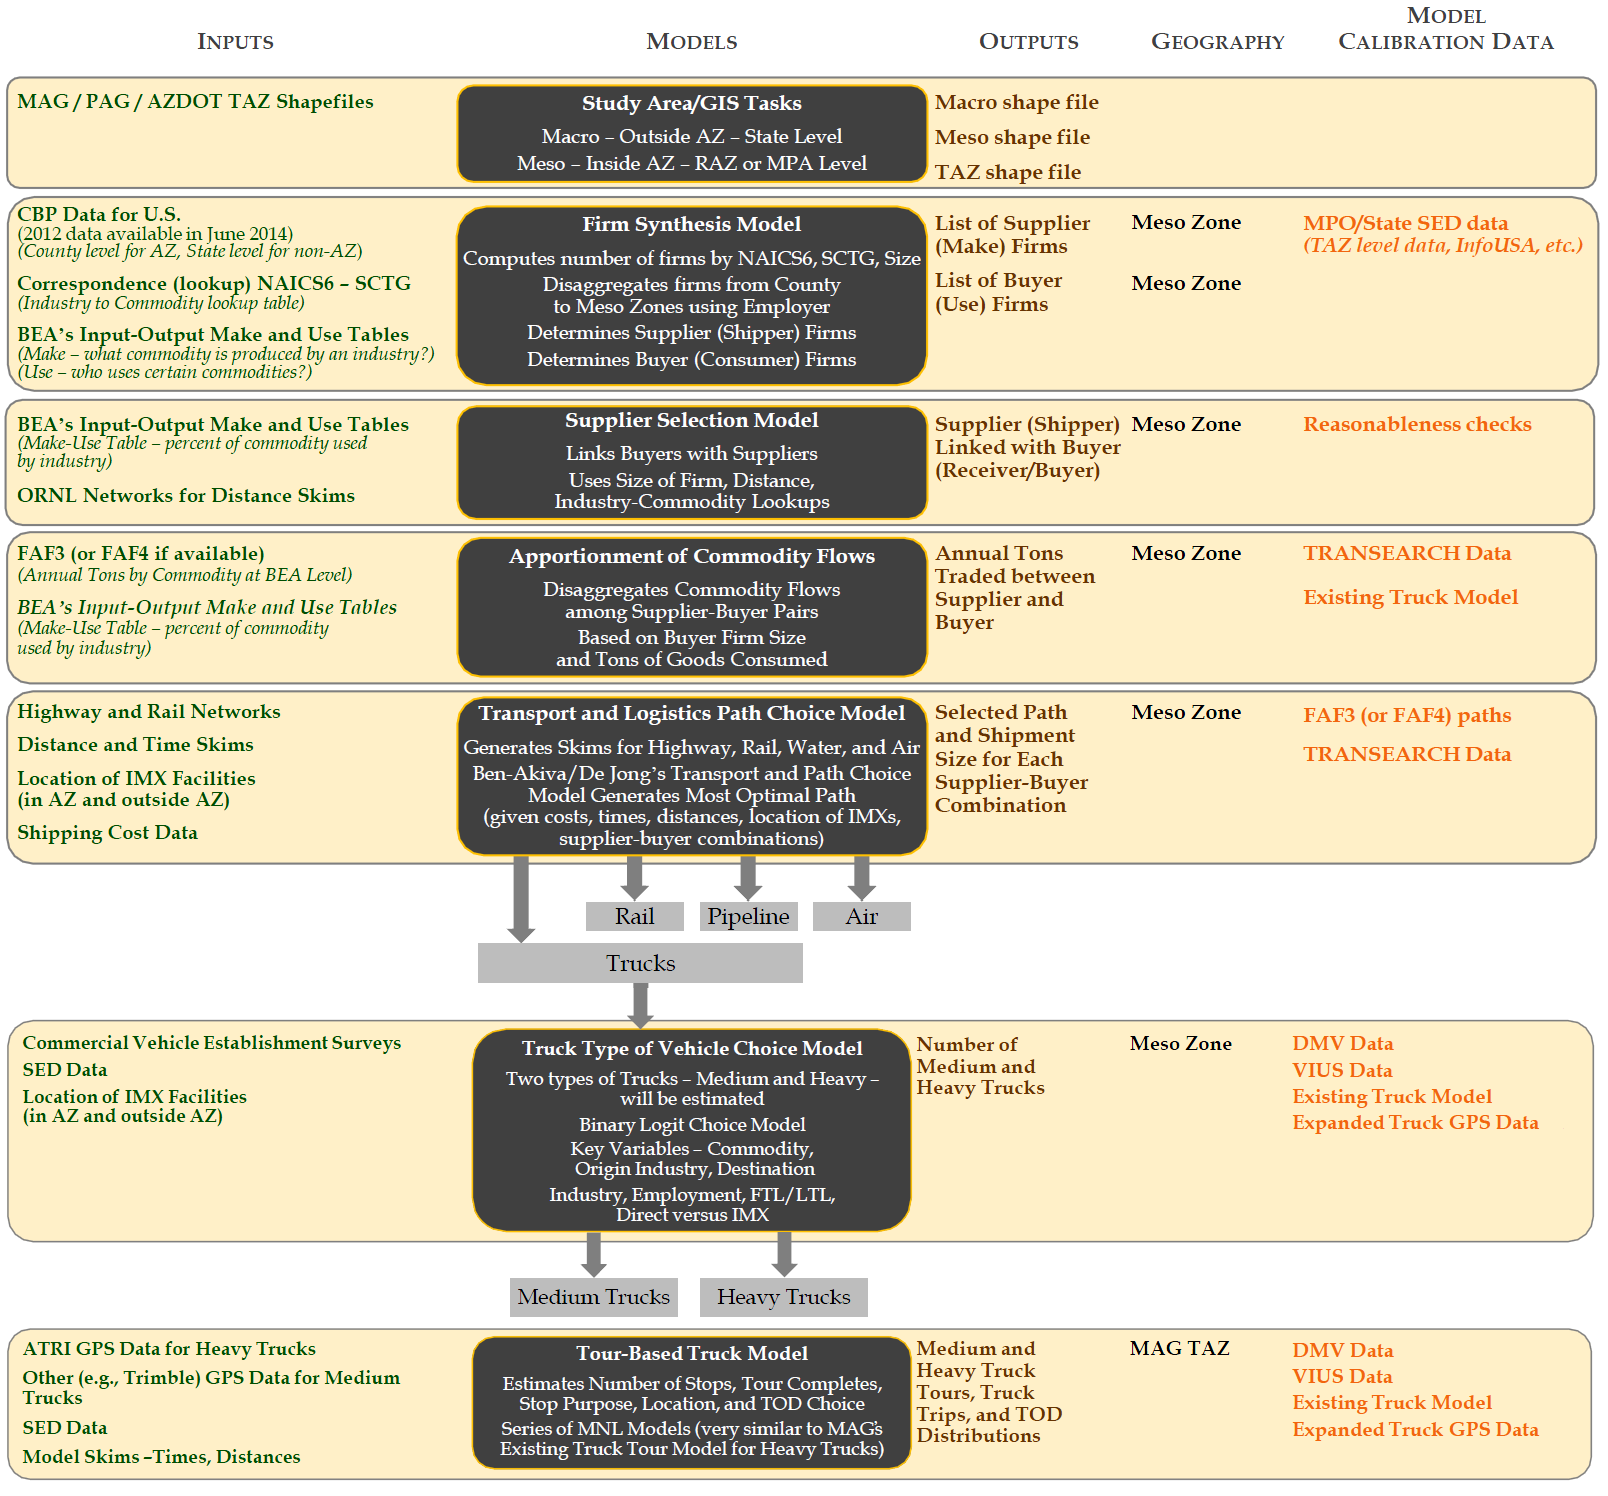 INPUTS
MODELS
OUTPUTS
GEOGRAPHY
MODEL
CALIBRATION DATA
MAG / PAG / AZDOT TAZ Shapefiles
Study Area/GIS Tasks
Macro – Outside AZ – State Level
Meso – Inside AZ – RAZ or MPA Level
Macro shape file
Meso shape file
TAZ shape file
CBP Data for U.S.
(2012 data available in June 2014)
(County level for AZ, State level for non-AZ)
Correspondence (lookup) NAICS6 – SCTG
(Industry to Commodity lookup table)
BEA's Input-Output Make and Use Tables
(Make – what commodity is produced by an industry?)
(Use – who uses certain commodities?)
Firm Synthesis Model
Computes number of firms by NAICS6, SCTG, Size
Disaggregates firms from County
to Meso Zones using Employer
Determines Supplier (Shipper) Firms
Determines Buyer (Consumer) Firms
List of Supplier
(Make) Firms
List of Buyer
(Use) Firms
Meso Zone
Meso Zone
MPO/State SED data
(TAZ level data, InfoUSA, etc.)
BEA's Input-Output Make and Use Tables
(Make-Use Table – percent of commodity used
by industry)
ORNL Networks for Distance Skims
Supplier Selection Model
Links Buyers with Suppliers
Uses Size of Firm, Distance,
Industry-Commodity Lookups
Supplier (Shipper)
Linked with Buyer
(Receiver/Buyer)
Meso Zone
Reasonableness checks
FAF3 (or FAF4 if available)
(Annual Tons by Commodity at BEA Level)
BEA's Input-Output Make and Use Tables
(Make-Use Table – percent of commodity
used by industry)
Apportionment of Commodity Flows
Disaggregates Commodity Flows
among Supplier-Buyer Pairs
Based on Buyer Firm Size
and Tons of Goods Consumed
Annual Tons
Traded between
Supplier and
Buyer
Meso Zone
TRANSEARCH Data
Existing Truck Model
Highway and Rail Networks
Distance and Time Skims
Location of IMX Facilities
(in AZ and outside AZ)
Shipping Cost Data
Transport and Logistics Path Choice Model
Generates Skims for Highway, Rail, Water, and Air
Ben-Akiva/De Jong's Transport and Path Choice
Model Generates Most Optimal Path
(given costs, times, distances, location of IMXs,
supplier-buyer combinations)
Selected Path
and Shipment
Size for Each
Supplier-Buyer
Combination
Meso Zone
FAF3 (or FAF4) paths
TRANSEARCH Data
Rail
Pipeline
Air
Trucks
Commercial Vehicle Establishment Surveys
SED Data
Location of IMX Facilities
(in AZ and outside AZ)
Truck Type of Vehicle Choice Model
Two types of Trucks – Medium and Heavy –
will be estimated
Binary Logit Choice Model
Key Variables – Commodity,
Origin Industry, Destination
Industry, Employment, FTL/LTL,
Direct versus IMX
Number of
Medium and
Heavy Trucks
Meso Zone
DMV Data
VIUS Data
Existing Truck Model
Expanded Truck GPS Data
Medium Trucks
Heavy Trucks
ATRI GPS Data for Heavy Trucks
Other (e.g., Trimble) GPS Data for Medium
Trucks
SED Data
Model Skims –Times, Distances
Tour-Based Truck Model
Estimates Number of Stops, Tour Completes,
Stop Purpose, Location, and TOD Choice
Series of MNL Models (very similar to MAG's
Existing Truck Tour Model for Heavy Trucks)
Medium and
Heavy Truck
Tours, Truck
Trips, and TOD
Distributions
MAG TAZ
DMV Data
VIUS Data
Existing Truck Model
Expanded Truck GPS Data